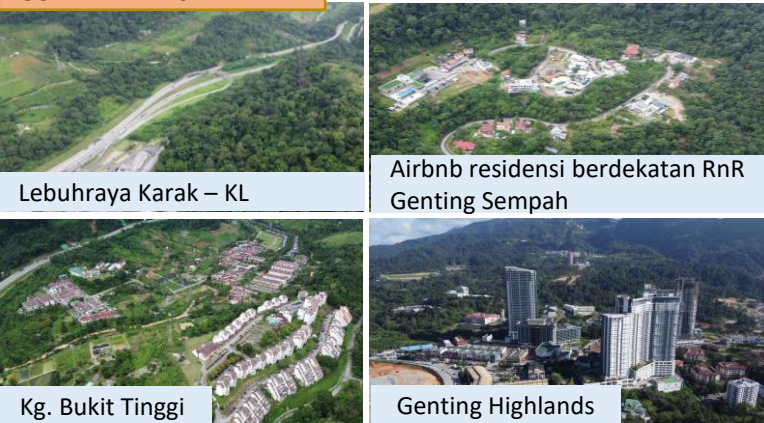 Lebuhraya Karak – KL
Airbnb residensi berdekatan RnR
Genting Sempah
Kg. Bukit Tinggi
Genting Highlands